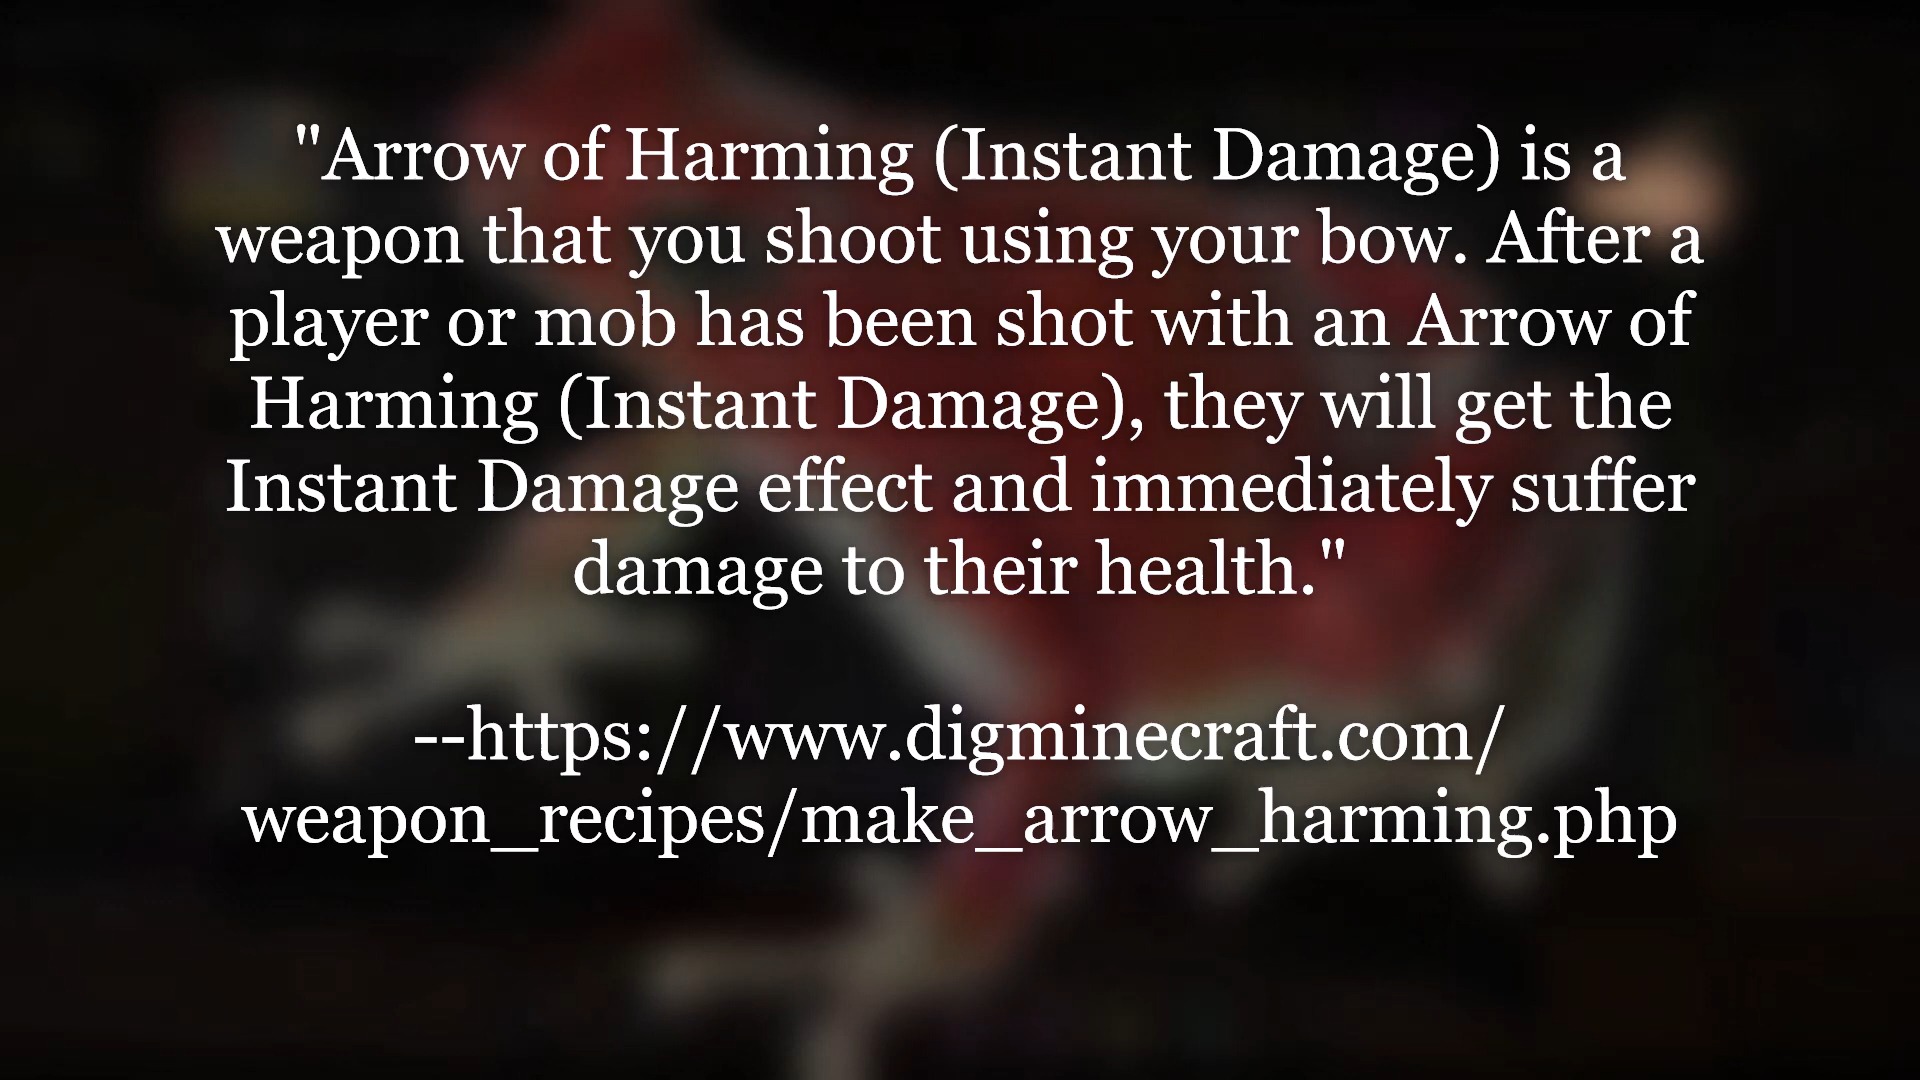 "Arrow of Harming (Instant Damage) is a
weapon that you shoot using your bow. After a
player or mob has been shot with an Arrow of
Harming (Instant Damage), they will get the
Instant Damage effect and immediately suffer
damage to their health."
--https://www.digminecraft.com/
weapon_recipes/make_arrow_harming.php